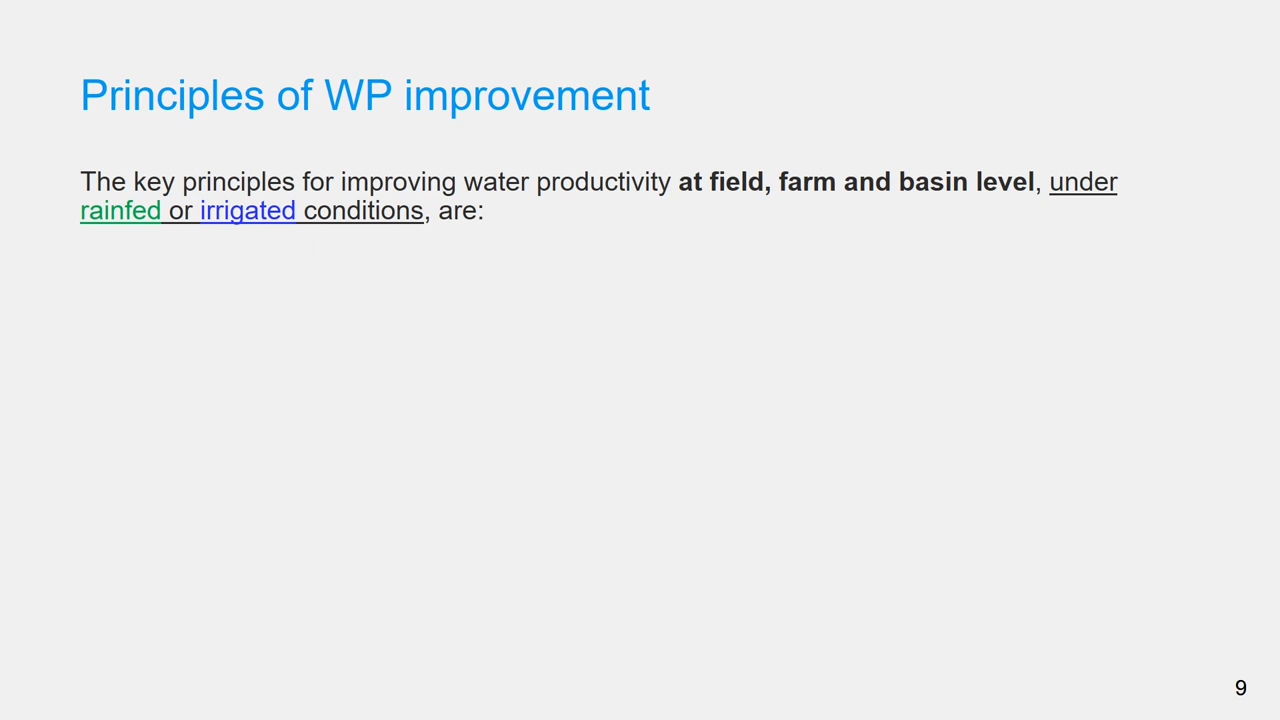 Principles of WP improvement
The key principles for improving water productivity at field, farm and basin level, under
rainfed or irrigated conditions, are:
9